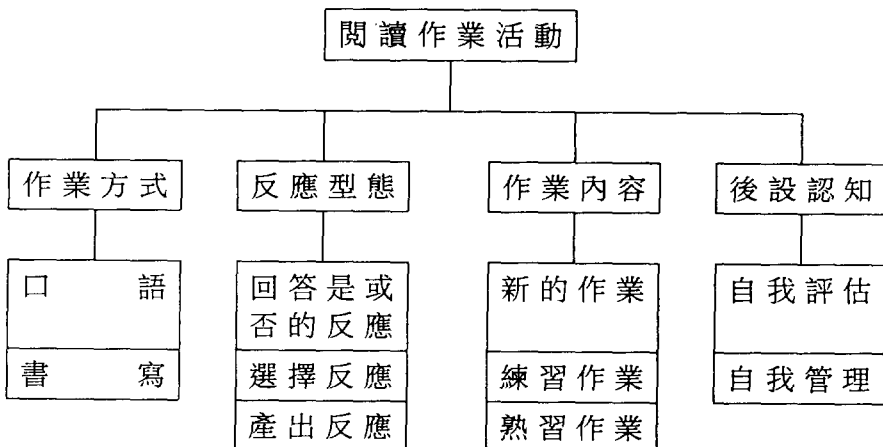 閱讀作業活動
作業方式
反應型態
作業內容
後設認知
口語
書寫
回答是或
否的反應
選擇反應
產出反應
新的作業
練習作業
熟習作業
自我評估
自我管理